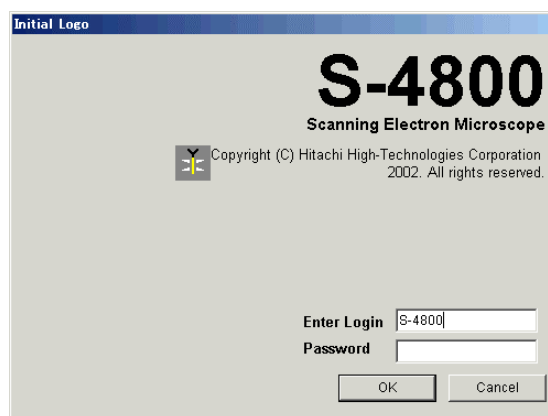 Initial Logo
S-4800
Scanning Electron Microscope
Copyright (C) Hitachi High-Technologies Corporation
2002. All rights reserved.
Enter Login S-4800
Password
OK Cancel